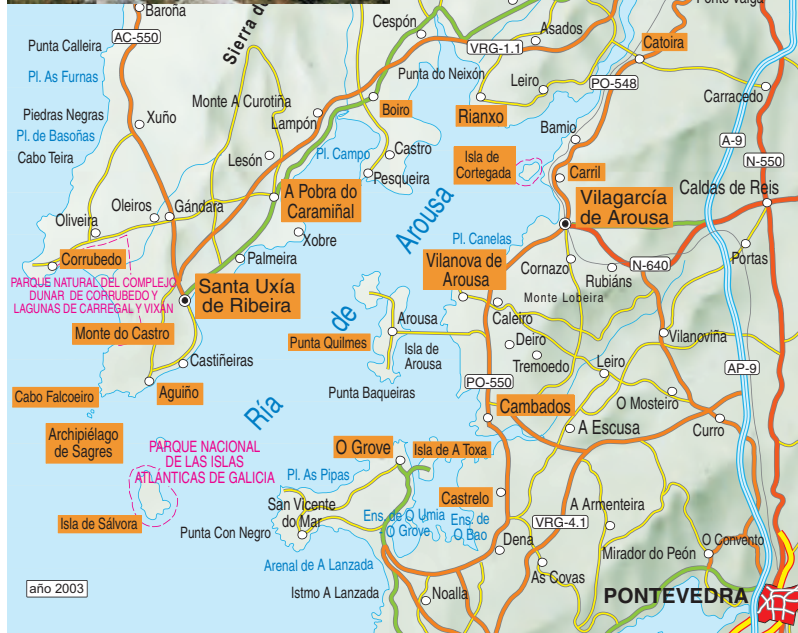 Baroña
AC-550
Punta Calleira
Pl. As Furnas
Piedras Negras
Pl. de Basoñas
Cabo Teira
Xuño
Monte A Curotiña
Lampón
Lesón
Cespón
Asados
VRG-1.1
Punta do Neixón
Leiro
Catoira
PO-548
Carracedo
Boiro
Rianxo
Bamio
A-9
N-550
Pl. Campo
Castro
Pesqueira
Isla de
Cortegada
Carril
A Pobra do
Caramiñal
Vilagarcía
de Arousa
Caldas de Reis
Oleiros
Gándara
Oliveira
Xobre
Palmeira
Corrubedo
PARQUE NATURAL DEL COMPLEJO
DUNAR DE CORRUBEDO Y
LAGUNAS DE CARREGAL Y VIXAN
Santa Uxía
de Ribeira
Monte do Castro
Castiñeiras
Cabo Falcoeiro
Aguiño
Ría
de
Arousa
Pl. Canelas
Vilanova de
Arousa
Cornazo
Rubiáns
N-640
Portas
Monte Lobeira
Caleiro
Deiro
Tremoedo
Vilanoviña
Arousa
Punta Quilmes
Isla de
Arousa
Punta Baqueiras
Leiro
AP-9
PO-550
O Mosteiro
Cambados
A Escusa
Curro
Archipiélago
de Sagres
PARQUE NACIONAL
DE LAS ISLAS
ATLÁNTICAS DE GALICIA
Isla de Sálvora
O Grove
Isla de A Toxa
Pl. As Pipas
San Vicente
do Mar
Punta Con Negro
Ens. de O Umia
- O Grove
Castrelo
Ens. de
O Bao
A Armenteira
VRG-4.1
Dena
Mirador do Peón
O Convento
Arenal de A Lanzada
Istmo A Lanzada
Noalla
As Covas
PONTEVEDRA
año 2003